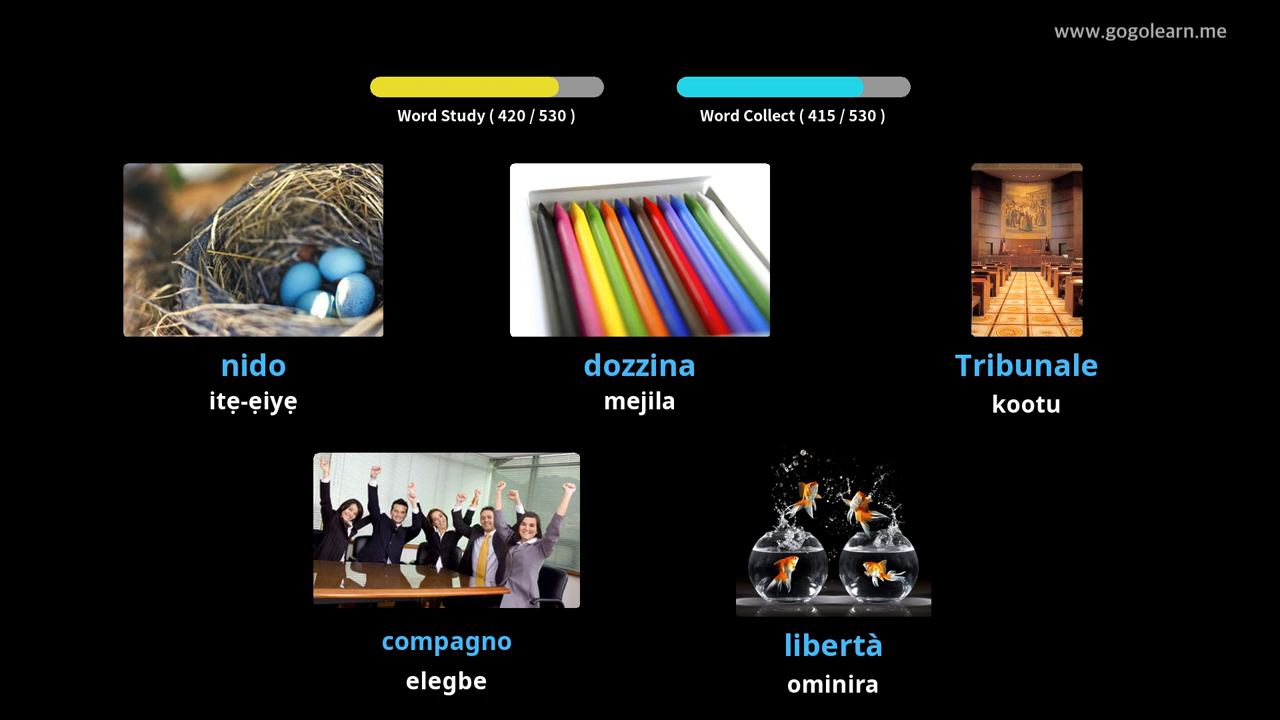 www.gogolearn.me
Word Study ( 420 / 530 )
Word Collect ( 415 / 530 )
nido
itẹ-ẹiyẹ
dozzina
mejila
Tribunale
kootu
compagno
elegbe
libertà
ominira